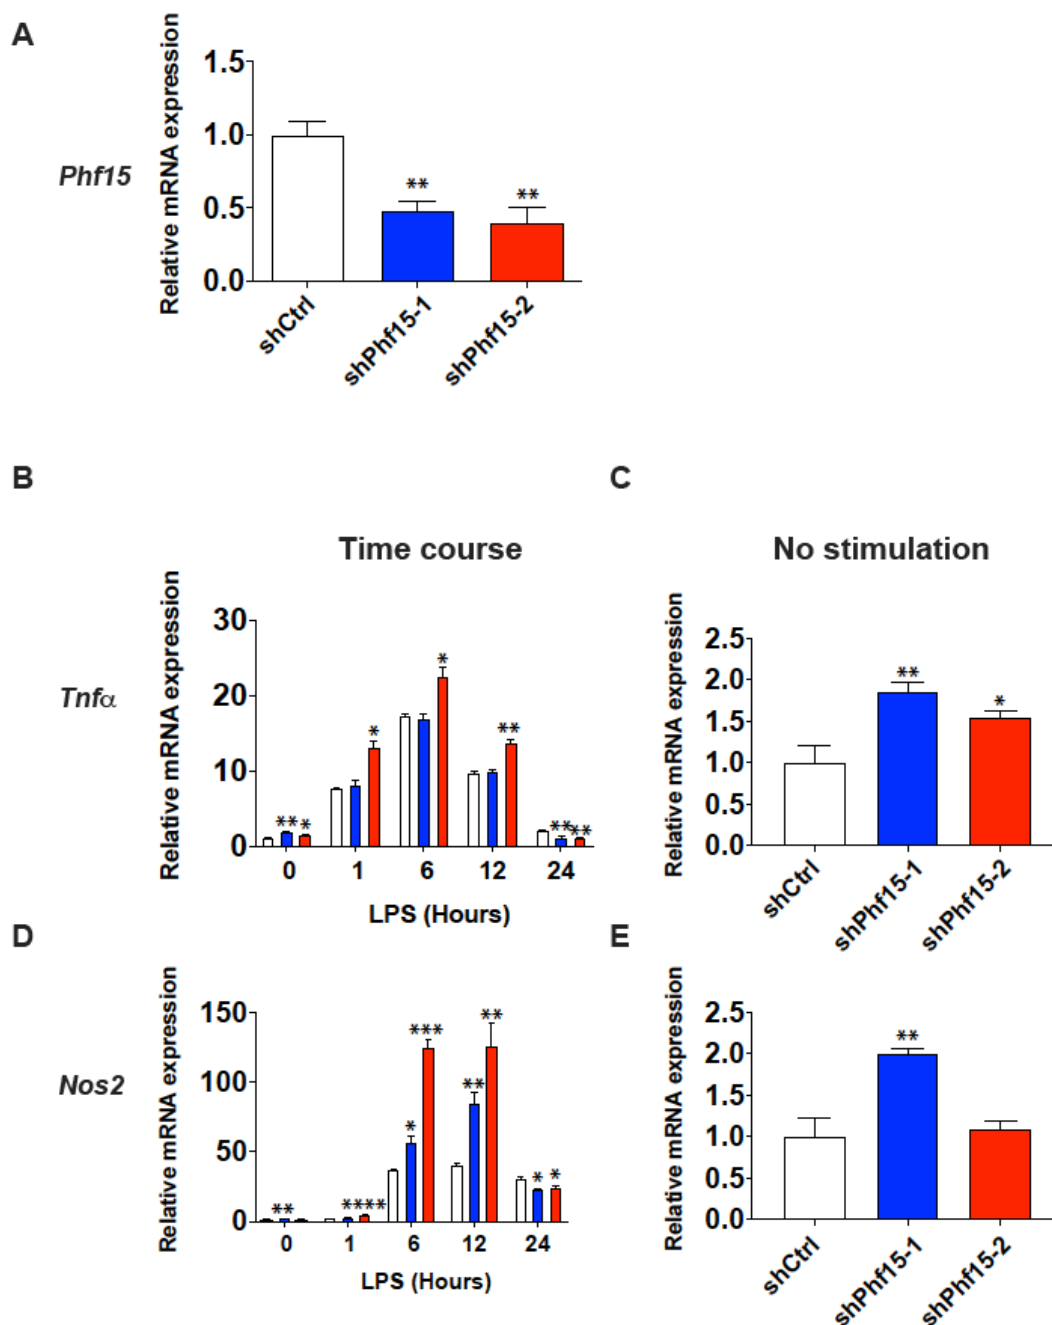 A
Relative mRNA expression
Phf15
1.5
1.0
0.5
0.0
**
**
shCtrl
shPhf15-1
shPhf15-2
B
Time course
Tnfα
Relative mRNA expression
30
20
10
0
** *
*
*
**
** **
0 1 6 12 24
LPS (Hours)
C
No stimulation
Relative mRNA expression
2.5
2.0
1.5
1.0
0.5
0.0
**
*
shCtrl
shPhf15-1
shPhf15-2
D
Nos2
Relative mRNA expression
150
100
50
0
**
****
*
***
**
**
*
*
0 1 6 12 24
LPS (Hours)
E
Relative mRNA expression
2.5
2.0
1.5
1.0
0.5
0.0
**
shCtrl
shPhf15-1
shPhf15-2